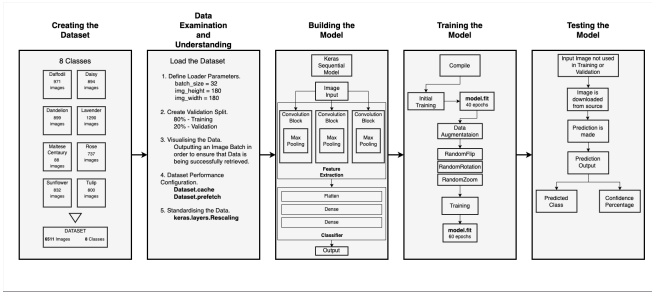 Creating the
Dataset
8 Classes
Daffodil
971
images
Daisy
694
images
Dandelion
699
images
Lavender
1290
images
Maltese
Centaury
88
images
Rose
737
images
Sunflower
832
images
Tulip
800
images
DATASET
6511 Images 8 Classes
Data
Examination
and
Understanding
Load the Dataset
1. Define Loader Parameters.
batch_size = 32
img_height = 180
img_width = 180
2. Create Validation Split.
80% - Training
20% - Validation
3. Visualising the Data.
Outputting an Image Batch in
order to ensure that Data is
being successfully retrieved.
4. Dataset Performance
Configuration.
Dataset.cache
Dataset.prefetch
5. Standardising the Data.
keras.layers.Rescaling
Building the
Model
Keras
Sequential
Model
Image
Input
Convolution
Block
Max
Pooling
Convolution
Block
Max
Pooling
Convolution
Block
Max
Pooling
Feature
Extraction
Flatten
Dense
Dense
Classifier
Output
Training the
Model
Compile
Initial
Training
model.fit
40 epochs
Data
Augmentataion
RandomFlip
RandomRotation
RandomZoom
Training
model.fit
60 epochs
Testing the
Model
Input Image not used
in Training or
Validation
Image is
downloaded
from source
Prediction is
made
Prediction
Output
Predicted
Class
Confidence
Percentage